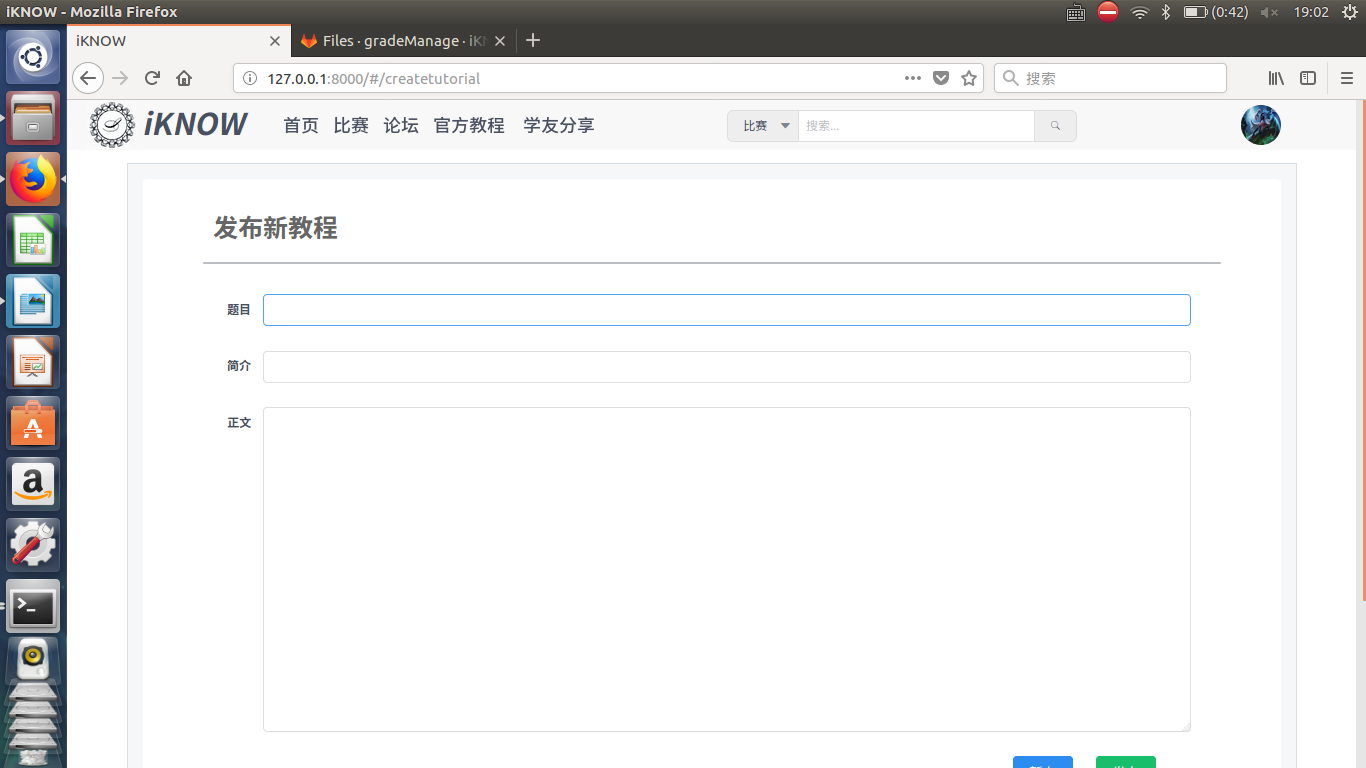 iKNOW - Mozilla Firefox
(0:42) 19:02
iKNOW
Files · gradeManage · iKN
127.0.0.1:8000/#/createtutorial
搜索
iKNOW
首页 比赛 论坛 官方教程 学友分享
比赛
搜索...
发布新教程
题目
简介
正文